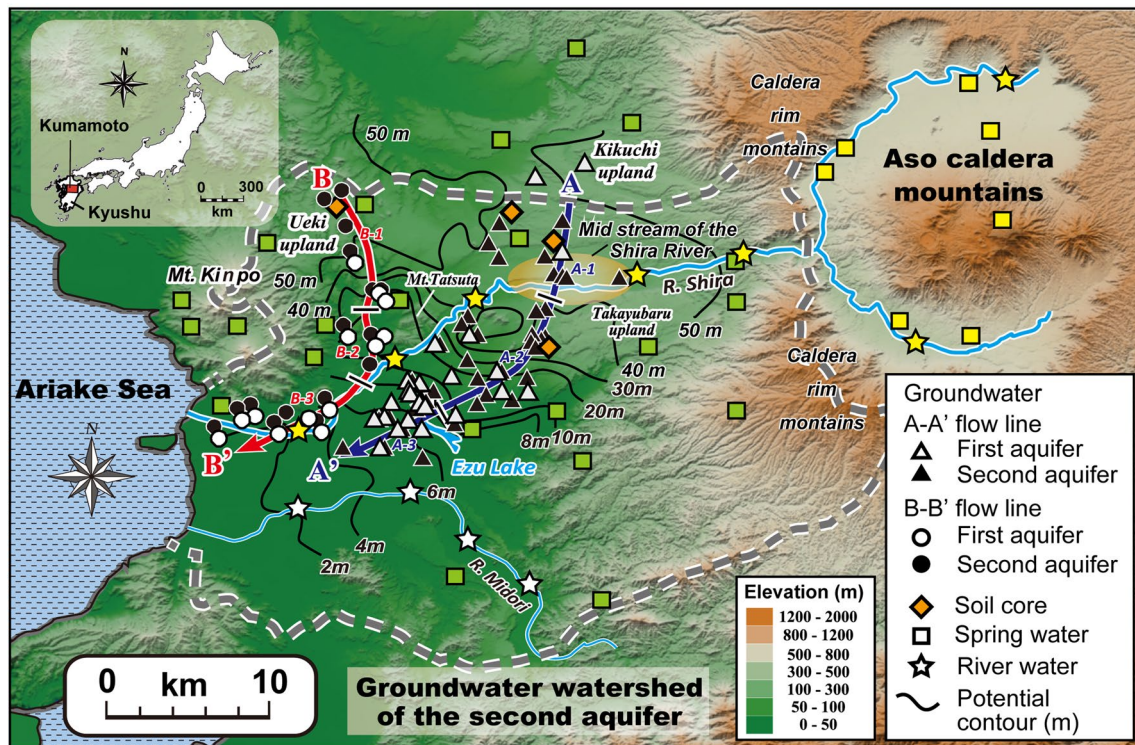 N
Kumamoto
Kyushu
0 300
km
50 m
Caldera
rim
montains
Kikuchi
upland
Aso caldera
mountains
B
A
Ueki
upland
B-1
Mid stream of the
Shira River
A-1
Mt. Kinpo
50 m
Mt.Tatsuta
R. Shira
40 m
Takayubaru
upland
50 m
B-2
A-2
40 m
Caldera
rim
montains
Ariake Sea
30m
B-3
20m
10m
8m
A-3
B'
A'
Ezu Lake
N
6m
4m
2m
R. Midori
0 km 10
Groundwater watershed
of the second aquifer
Elevation (m)
1200 - 2000
800 - 1200
500 - 800
300 - 500
100 - 300
50 - 100
0 - 50
Groundwater
A-A' flow line
First aquifer
Second aquifer
B-B' flow line
First aquifer
Second aquifer
Soil core
Spring water
River water
Potential
contour (m)